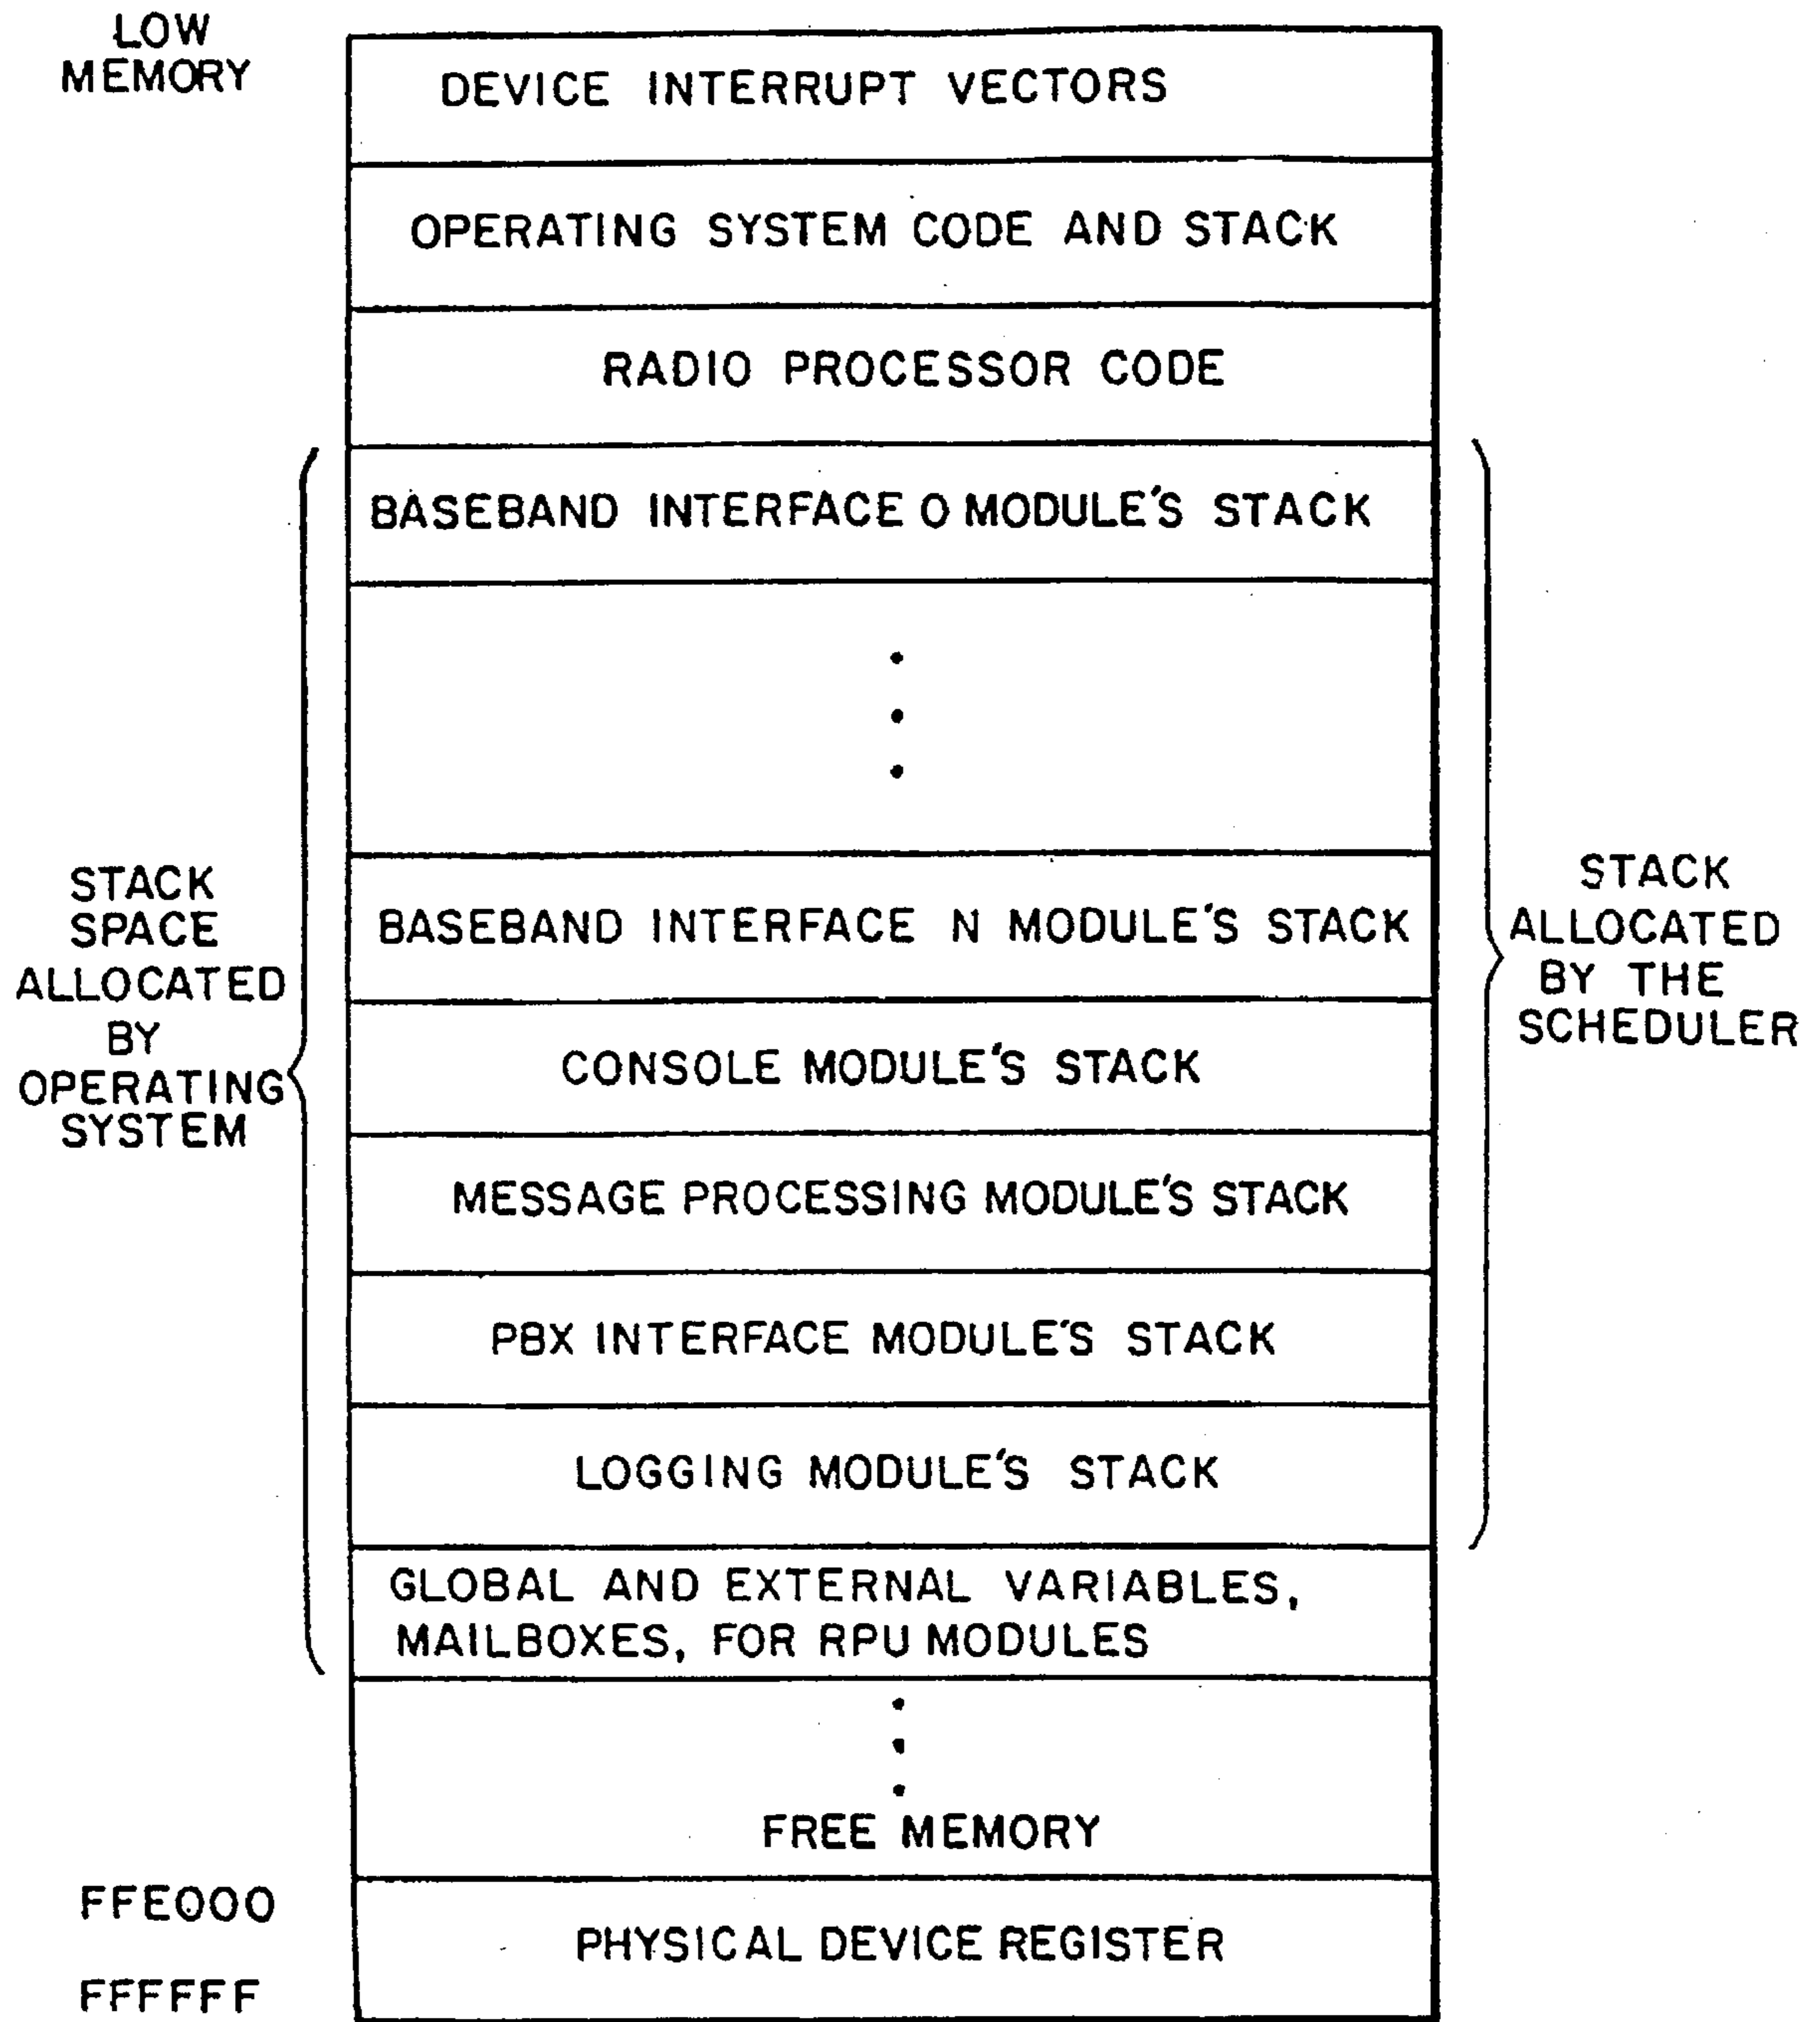 LOW
MEMORY
DEVICE INTERRUPT VECTORS
OPERATING SYSTEM CODE AND STACK
RADIO PROCESSOR CODE
BASEBAND INTERFACE 0 MODULE'S STACK
BASEBAND INTERFACE N MODULE'S STACK
CONSOLE MODULE'S STACK
MESSAGE PROCESSING MODULE'S STACK
PBX INTERFACE MODULE'S STACK
LOGGING MODULE'S STACK
GLOBAL AND EXTERNAL VARIABLES,
MAILBOXES, FOR RPU MODULES
FREE MEMORY
PHYSICAL DEVICE REGISTER
STACK
SPACE
ALLOCATED
BY
OPERATING
SYSTEM
STACK
ALLOCATED
BY THE
SCHEDULER
FFE000
FFFFFF